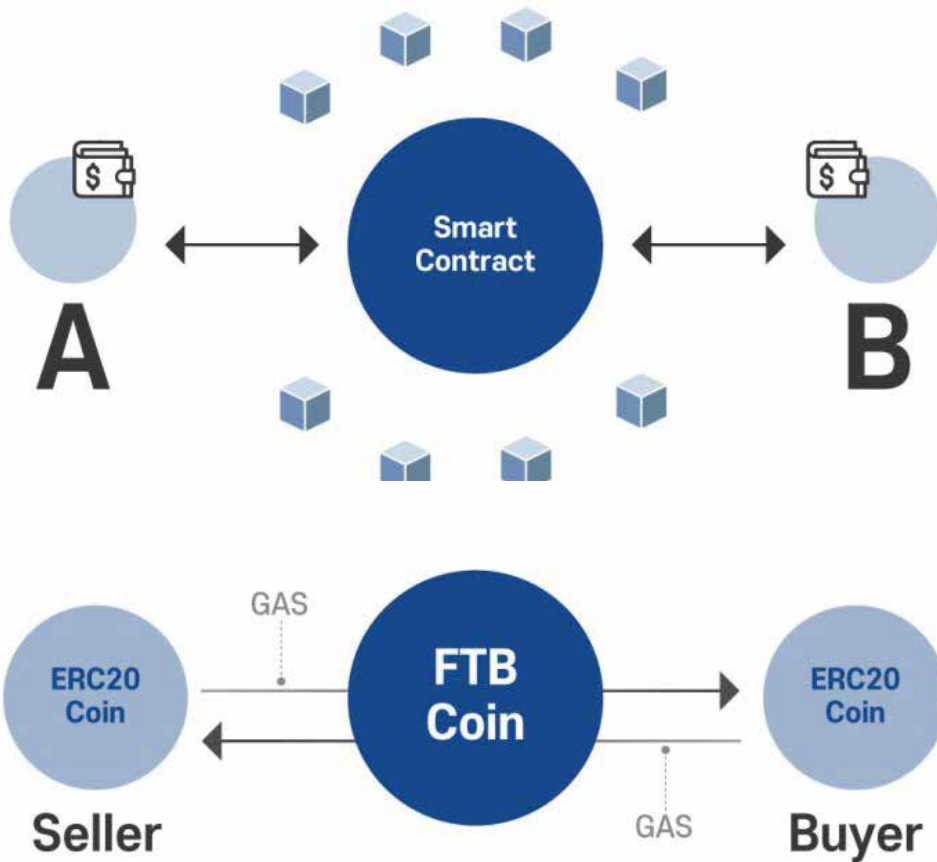 $
$
Smart
Contract
A
B
GAS
ERC20
Coin
FTB
Coin
ERC20
Coin
GAS
Seller
Buyer